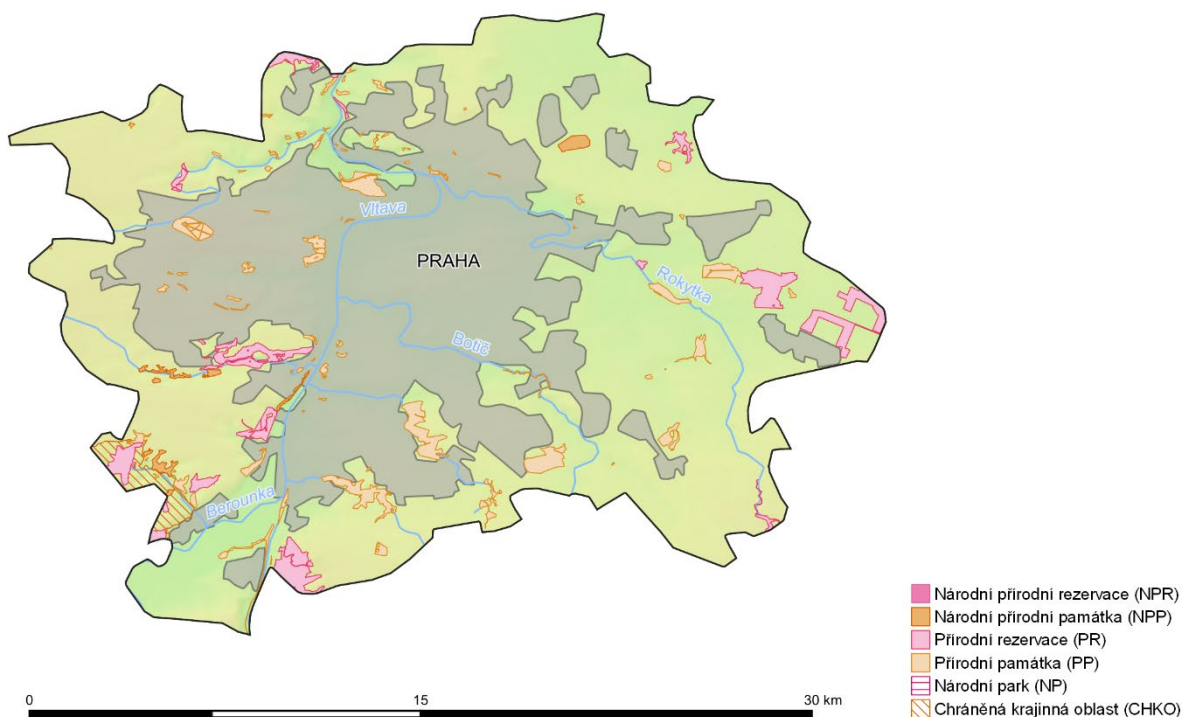 Vltava
PRAHA
Rokytka
Botič
Berounka
Národní přírodní rezervace (NPR)
Národní přírodní památka (NPP)
Přírodní rezervace (PR)
Přírodní památka (PP)
Národní park (NP)
Chráněná krajinná oblast (CHKO)
0 15 30 km